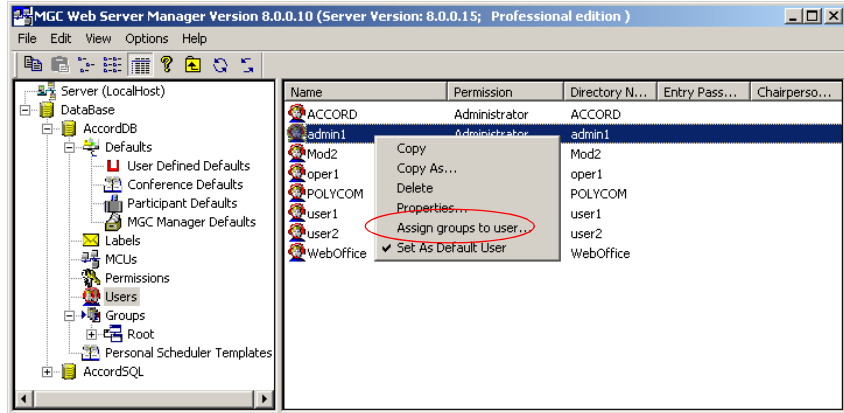 MGC Web Server Manager Version 8.0.0.10 (Server Version: 8.0.0.15; Professional edition )
File Edit View Options Help
Server (LocalHost)
DataBase
AccordDB
Defaults
User Defined Defaults
Conference Defaults
Participant Defaults
MGC Manager Defaults
Labels
MCUs
Permissions
Users
Groups
Root
Personal Scheduler Templates
AccordSQL
Name Permission Directory N... Entry Pass... Chairperso...
ACCORD Administrator ACCORD
admin1 Administrator admin1
Mod2 Mod2
oper1 oper1
POLYCOM POLYCOM
user1 user1
user2 user2
WebOffice WebOffice
Copy
Copy As...
Delete
Properties...
Assign groups to user...
Set As Default User